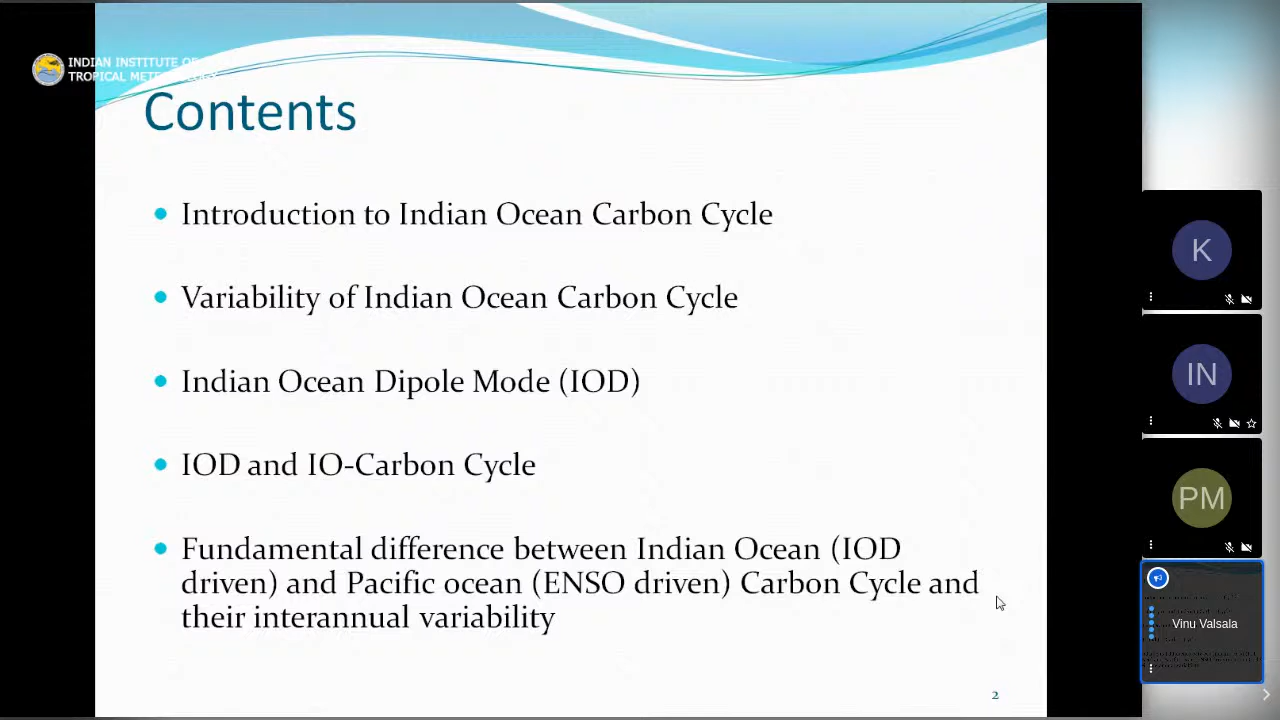 INDIAN INSTITUTE OF
TROPICAL METEOROLOGY
Contents
Introduction to Indian Ocean Carbon Cycle
Variability of Indian Ocean Carbon Cycle
Indian Ocean Dipole Mode (IOD)
IOD and IO-Carbon Cycle
Fundamental difference between Indian Ocean (IOD
driven) and Pacific ocean (ENSO driven) Carbon Cycle and
their interannual variability
2
K
IN
PM
Vinu Valsala